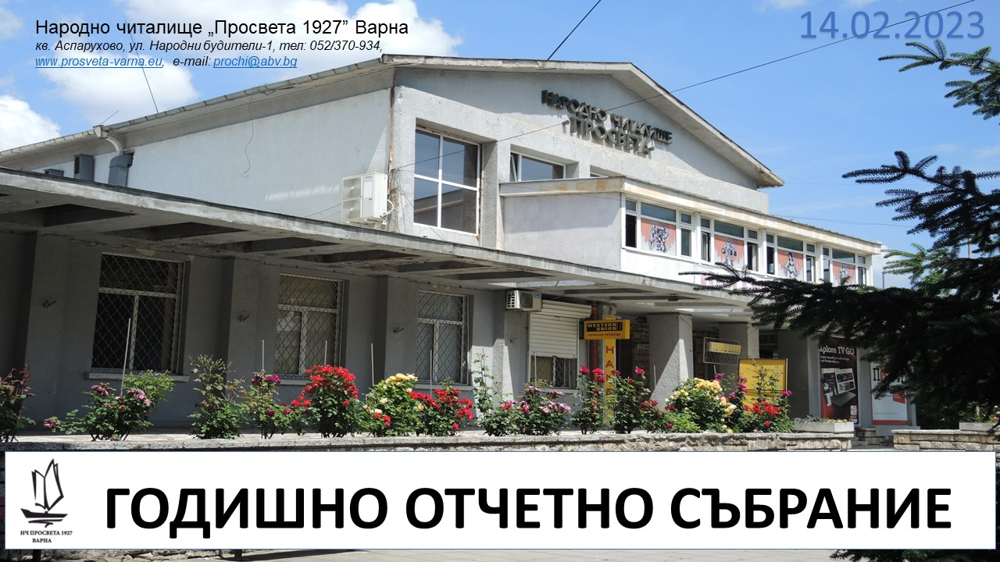 Народно читалище „Просвета 1927” Варна
14.02.2023
кв. Аспарухово, ул. Народни будители-1, тел: 052/370-934,
www.prosveta-varna.eu, e-mail: prochi@abv.bg
НАРОДНО ЧИТАЛИЩЕ
"ПРОСВЕТА"
WESTERN
UNION
xplore TV GO
НЧ ПРОСВЕТА 1927
ВАРНА
ГОДИШНО ОТЧЕТНО СЪБРАНИЕ